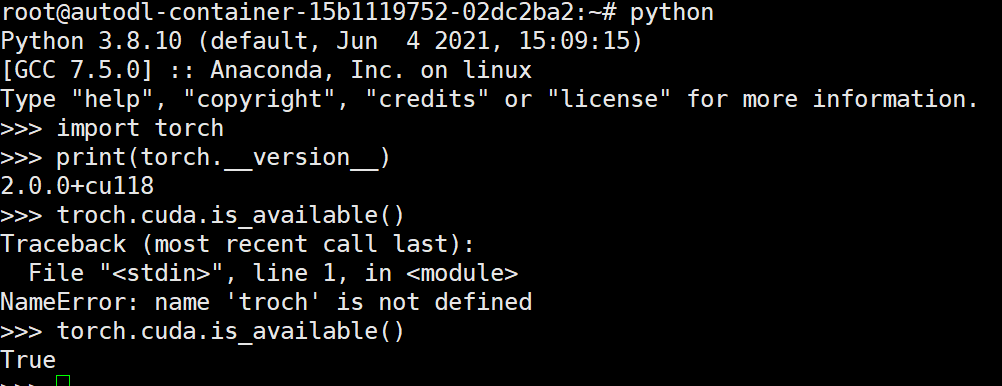 root@autodl-container-15b1119752-02dc2ba2:~# python
Python 3.8.10 (default, Jun  4 2021, 15:09:15)
[GCC 7.5.0] :: Anaconda, Inc. on linux
Type "help", "copyright", "credits" or "license" for more information.
>>> import torch
>>> print(torch.__version__)
2.0.0+cu118
>>> troch.cuda.is_available()
Traceback (most recent call last):
  File "<stdin>", line 1, in <module>
NameError: name 'troch' is not defined
>>> torch.cuda.is_available()
True
>>>